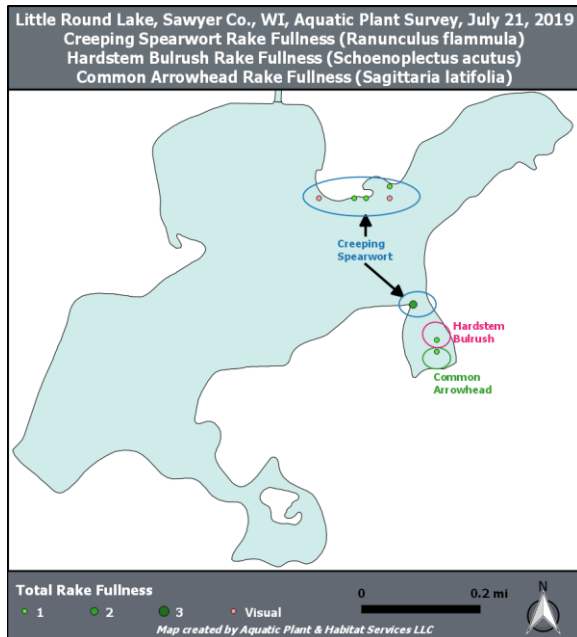 Little Round Lake, Sawyer Co., WI, Aquatic Plant Survey, July 21, 2019
Creeping Spearwort Rake Fullness (Ranunculus flammula)
Hardstem Bulrush Rake Fullness (Schoenoplectus acutus)
Common Arrowhead Rake Fullness (Sagittaria latifolia)
Creeping
Spearwort
Hardstem
Bulrush
Common
Arrowhead
Total Rake Fullness
1 2 3 Visual
0 0.2 mi
N
Map created by Aquatic Plant & Habitat Services LLC